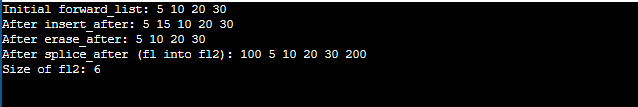 Initial forward_list: 5 10 20 30
After insert_after: 5 15 10 20 30
After erase_after: 5 10 20 30
After splice_after (fl into fl2): 100 5 10 20 30 200
Size of fl2: 6